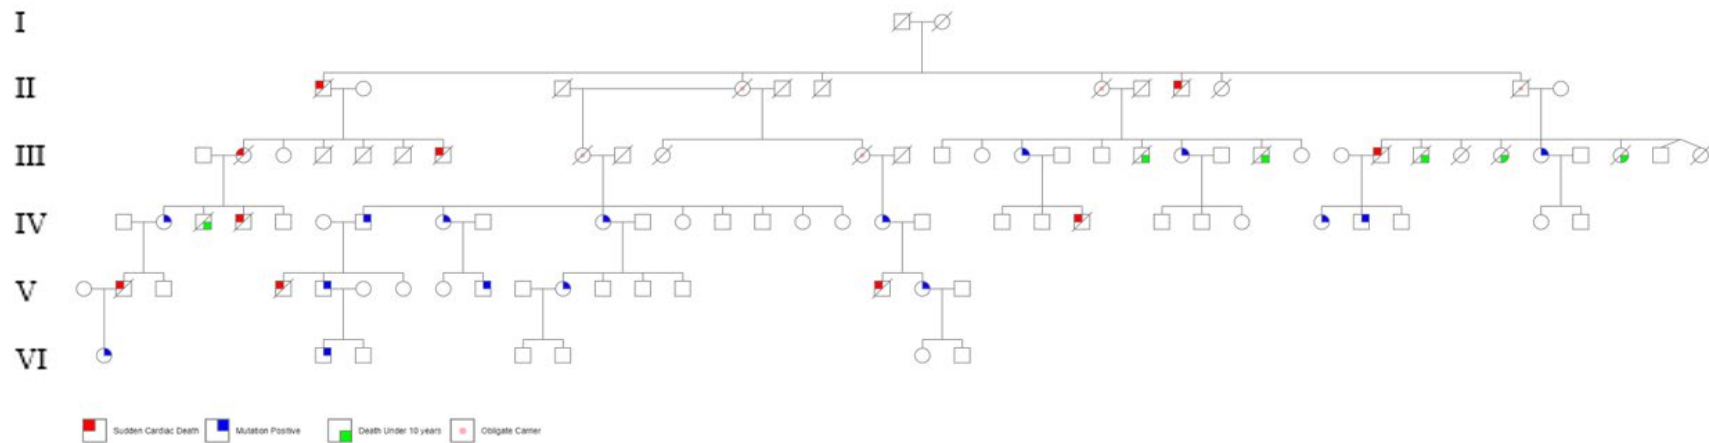 I
II
III
IV
V
VI
Sudden Cardiac Death Mutation Positive Death Under 10 years Obligate Carrier